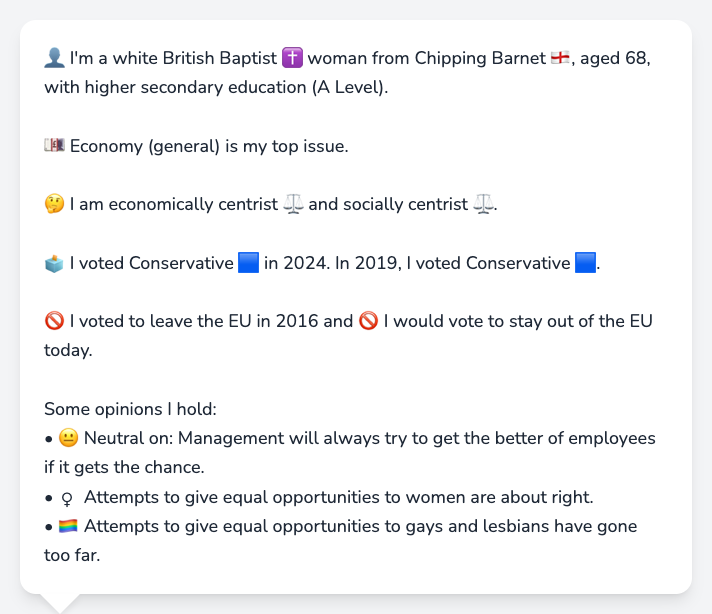 👤 I'm a white British Baptist ✝️ woman from Chipping Barnet 🏴󠁧󠁢󠁥󠁮󠁧󠁿, aged 68,
with higher secondary education (A Level).
💷 Economy (general) is my top issue.
🤔 I am economically centrist ⚖️ and socially centrist ⚖️.
🗳️ I voted Conservative 🟦 in 2024. In 2019, I voted Conservative 🟦.
🚫 I voted to leave the EU in 2016 and 🚫 I would vote to stay out of the EU
today.
Some opinions I hold:
• 😐 Neutral on: Management will always try to get the better of employees
if it gets the chance.
• ♀ Attempts to give equal opportunities to women are about right.
• 🏳️‍🌈 Attempts to give equal opportunities to gays and lesbians have gone
too far.